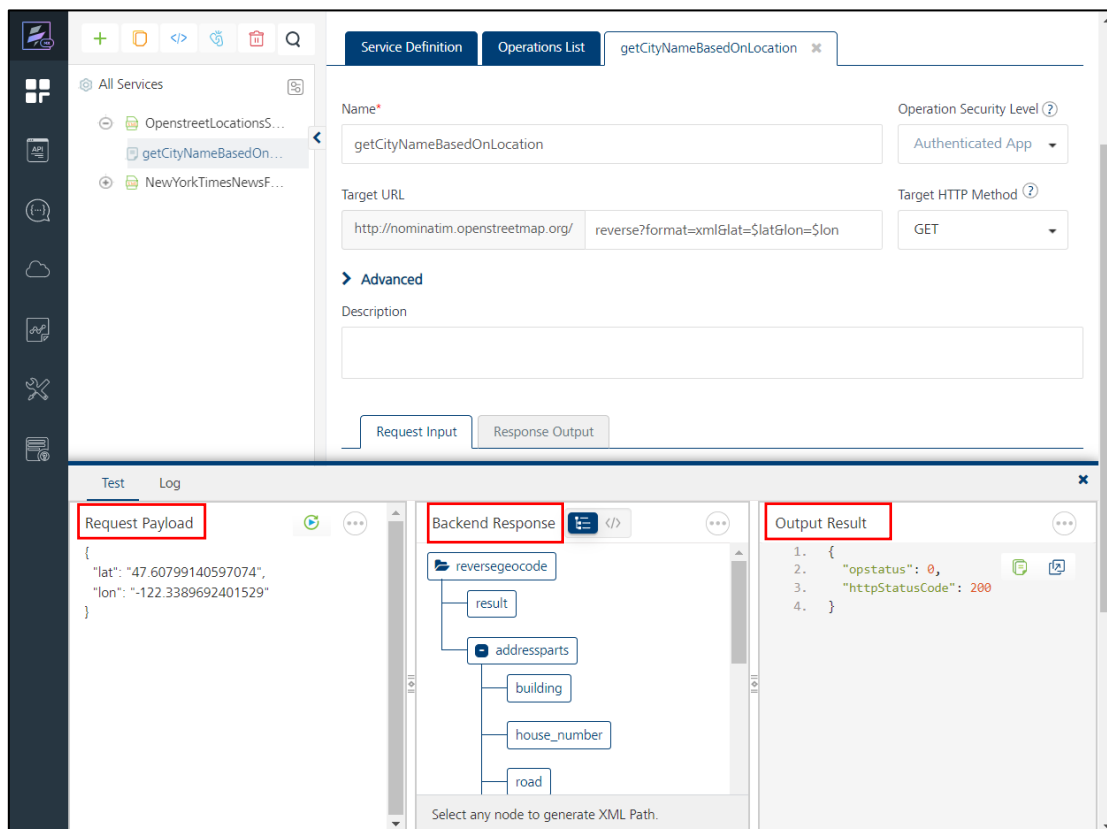 Service Definition
Operations List
getCityNameBasedOnLocation
All Services
OpenstreetLocationsS...
getCityNameBasedOn...
NewYorkTimesNewsF...
API
Name*
Operation Security Level ?
getCityNameBasedOnLocation
Authenticated App
Target URL
Target HTTP Method ?
http://nominatim.openstreetmap.org/
reverse?format=xml&lat=$lat&lon=$lon
GET
Advanced
Description
Request Input
Response Output
Test
Log
Request Payload
{
"lat": "47.60799140597074",
"lon": "-122.3389692401529"
}
Backend Response
</>
reversegeocode
result
addressparts
building
house_number
road
Select any node to generate XML Path.
Output Result
1. {
2. "opstatus": 0,
3. "httpStatusCode": 200
4. }